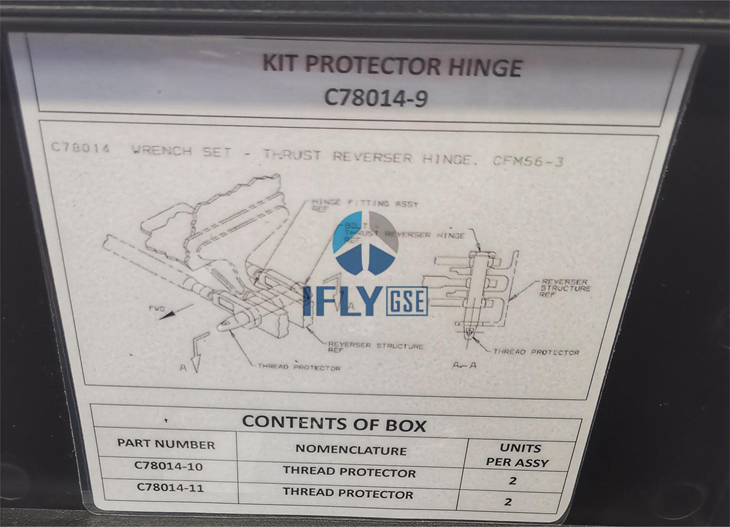 KIT PROTECTOR HINGE
C78014-9
C78014 WRENCH SET - THRUST REVERSER HINGE, CFM56-3
HINGE FITTING ASSY
REF
BOLT -
THRUST REVERSER HINGE
REF
REVERSER
STRUCTURE
REF
FWD
A
A
IFLY GSE
REVERSER STRUCTURE
REF
THREAD PROTECTOR
THREAD PROTECTOR
A-A
CONTENTS OF BOX
PART NUMBER NOMENCLATURE UNITS PER ASSY
C78014-10 THREAD PROTECTOR 2
C78014-11 THREAD PROTECTOR 2